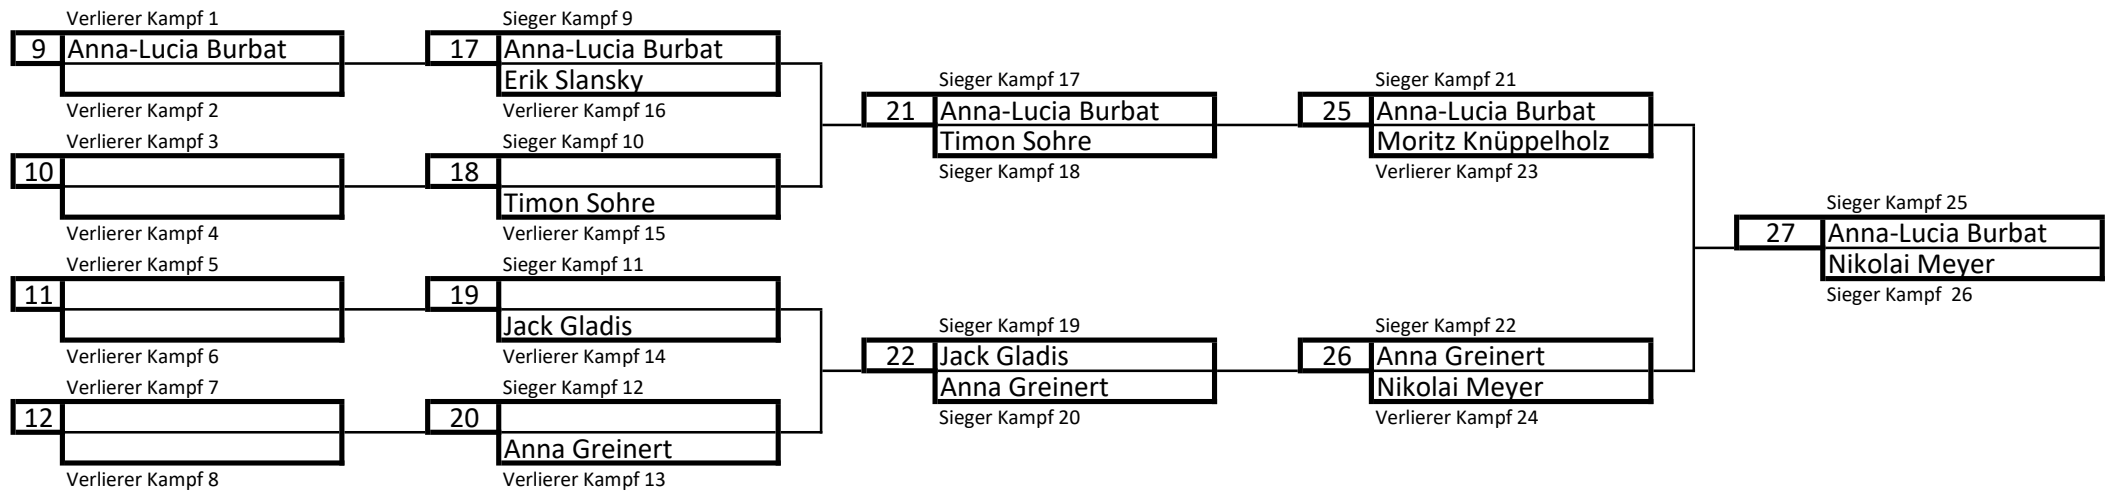 Verlierer Kampf 1
9 Anna-Lucia Burbat
Verlierer Kampf 2
Verlierer Kampf 3
10
Verlierer Kampf 4
Verlierer Kampf 5
11
Verlierer Kampf 6
Verlierer Kampf 7
12
Verlierer Kampf 8
Sieger Kampf 9
17 Anna-Lucia Burbat
Erik Slansky
Verlierer Kampf 16
Sieger Kampf 10
18
Timon Sohre
Verlierer Kampf 15
Sieger Kampf 11
19
Jack Gladis
Verlierer Kampf 14
Sieger Kampf 12
20
Anna Greinert
Verlierer Kampf 13
Sieger Kampf 17
21 Anna-Lucia Burbat
Timon Sohre
Sieger Kampf 18
Sieger Kampf 19
22 Jack Gladis
Anna Greinert
Sieger Kampf 20
Sieger Kampf 21
25 Anna-Lucia Burbat
Moritz Knüppelholz
Verlierer Kampf 23
Sieger Kampf 22
26 Anna Greinert
Nikolai Meyer
Verlierer Kampf 24
Sieger Kampf 25
27 Anna-Lucia Burbat
Nikolai Meyer
Sieger Kampf 26